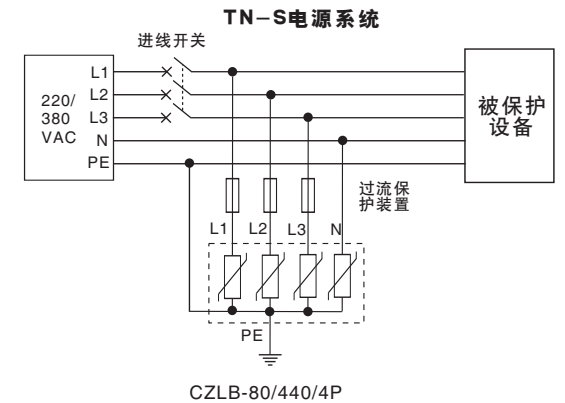 TN-S电源系统
进线开关
220/
380
VAC
L1
L2
L3
N
PE
被保护
设备
过流保
护装置
L1 L2 L3 N
PE
CZLB-80/440/4P